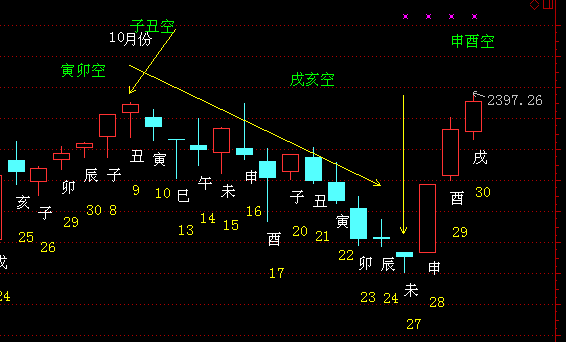 子丑空
10月份
申酉空
寅卯空
戌亥空
2397.26
丑
寅
戌
子
辰
午
未
申
卯
巳
子
丑
酉
亥
子
寅
酉
卯
辰
申
未
戌
9
10
30
8
30
29
16
14
15
13
25
26
20
21
29
22
17
23
24
28
27
24